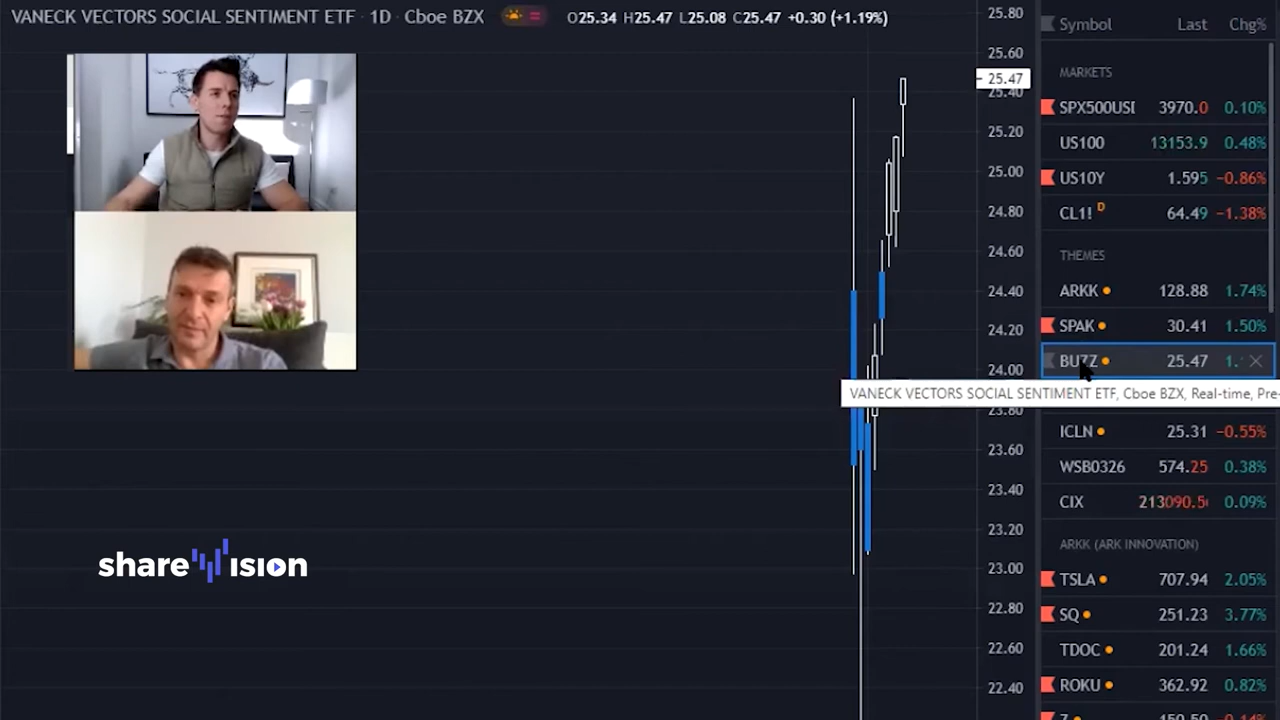 VANECK VECTORS SOCIAL SENTIMENT ETF · 1D · Cboe BZX O25.34 H25.47 L25.08 C25.47 +0.30 (+1.19%)
25.80
25.60
25.47
25.40
25.20
25.00
24.80
24.60
24.40
24.20
24.00
23.80
23.60
23.40
23.20
23.00
22.80
22.60
22.40
Symbol Last Chg%
MARKETS
SPX500USD 3970.0 0.10%
US100 13153.9 0.48%
US10Y 1.595 −0.86%
CL1! D 64.49 −1.38%
THEMES
ARKK 128.88 1.74%
SPAK 30.41 1.50%
BUZZ 25.47 1.
VANECK VECTORS SOCIAL SENTIMENT ETF, Cboe BZX, Real-time, Pre-
ICLN 25.31 −0.55%
WSB0326 574.25 0.38%
CIX 213090.5 0.09%
ARKK (ARK INNOVATION)
TSLA 707.94 2.05%
SQ 251.23 3.77%
TDOC 201.24 1.66%
ROKU 362.92 0.82%
share vision